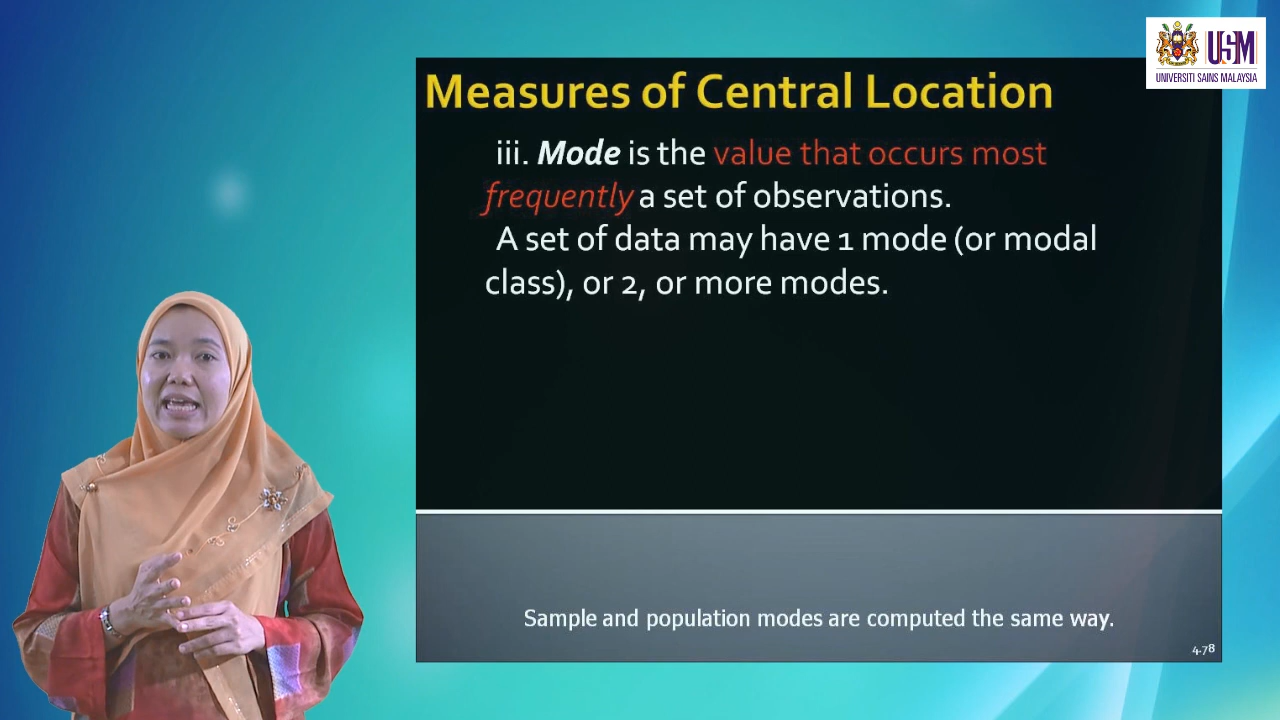 USM
UNIVERSITI SAINS MALAYSIA
Measures of Central Location
iii. Mode is the value that occurs most
frequently a set of observations.
A set of data may have 1 mode (or modal
class), or 2, or more modes.
Sample and population modes are computed the same way.
4.78